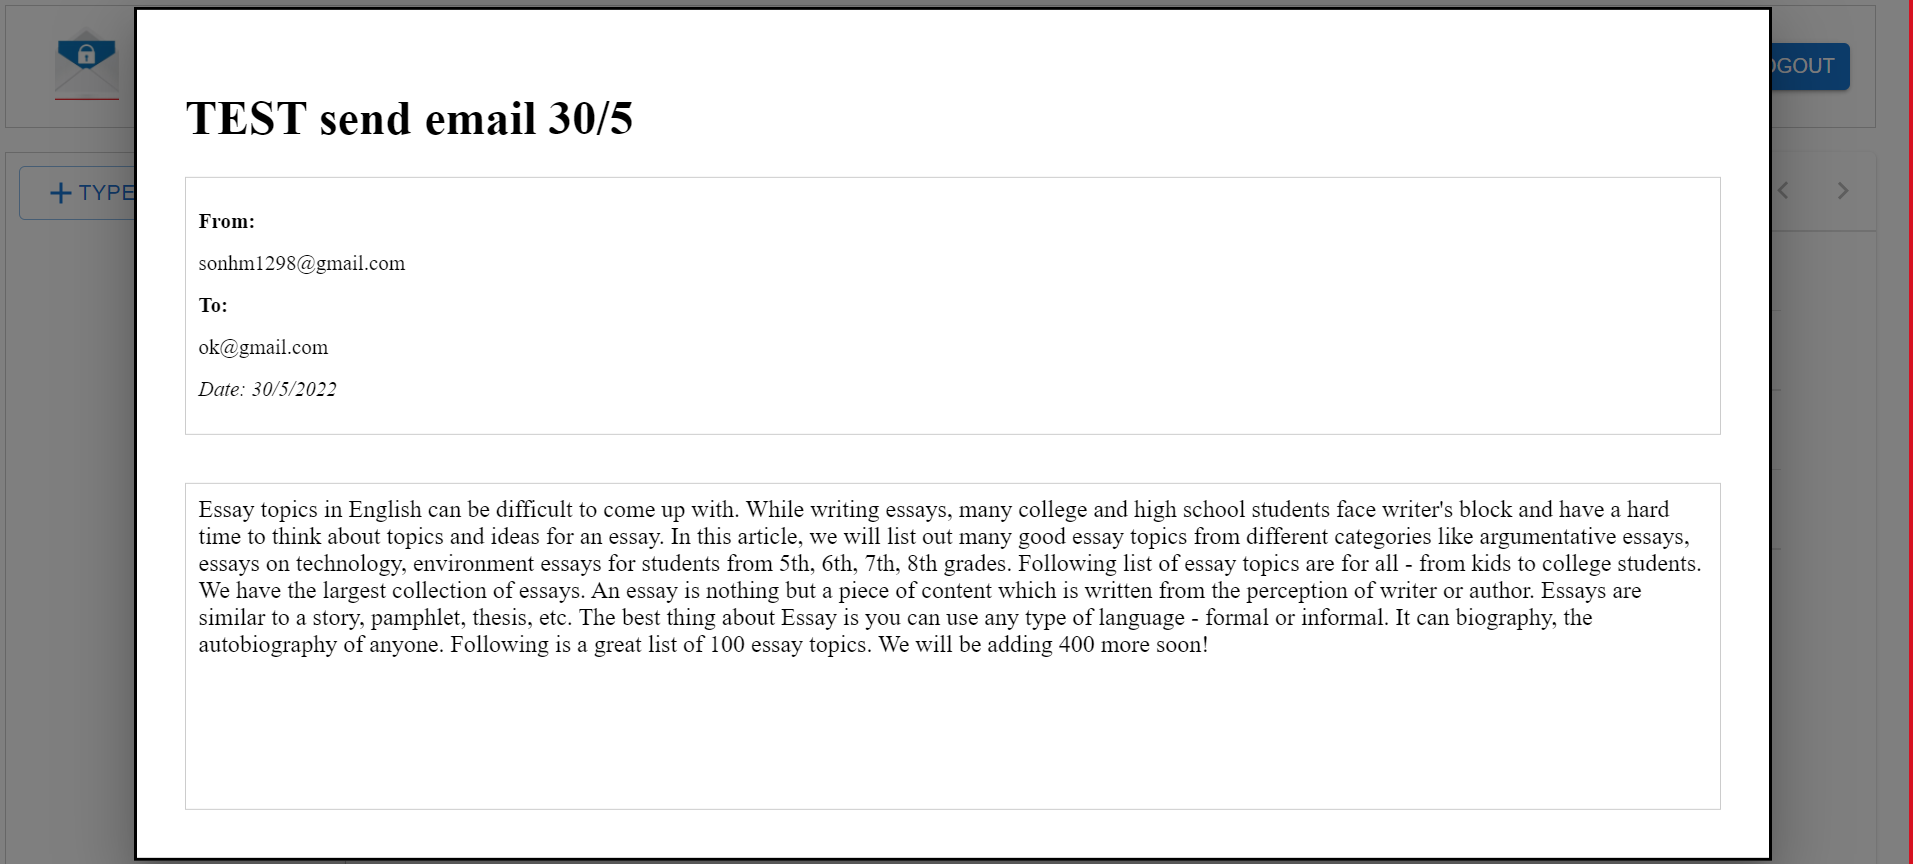 TEST send email 30/5
OGOUT
TYPE
From:
sonhm1298@gmail.com
To:
ok@gmail.com
Date: 30/5/2022
Essay topics in English can be difficult to come up with. While writing essays, many college and high school students face writer's block and have a hard
time to think about topics and ideas for an essay. In this article, we will list out many good essay topics from different categories like argumentative essays,
essays on technology, environment essays for students from 5th, 6th, 7th, 8th grades. Following list of essay topics are for all - from kids to college students.
We have the largest collection of essays. An essay is nothing but a piece of content which is written from the perception of writer or author. Essays are
similar to a story, pamphlet, thesis, etc. The best thing about Essay is you can use any type of language - formal or informal. It can biography, the
autobiography of anyone. Following is a great list of 100 essay topics. We will be adding 400 more soon!